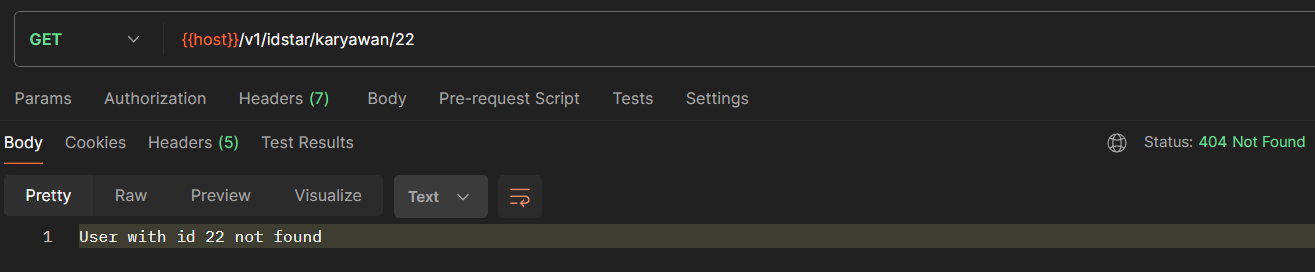 GET {{host}}/v1/idstar/karyawan/22
Params Authorization Headers (7) Body Pre-request Script Tests Settings
Body Cookies Headers (5) Test Results Status: 404 Not Found
Pretty Raw Preview Visualize Text
1 User with id 22 not found